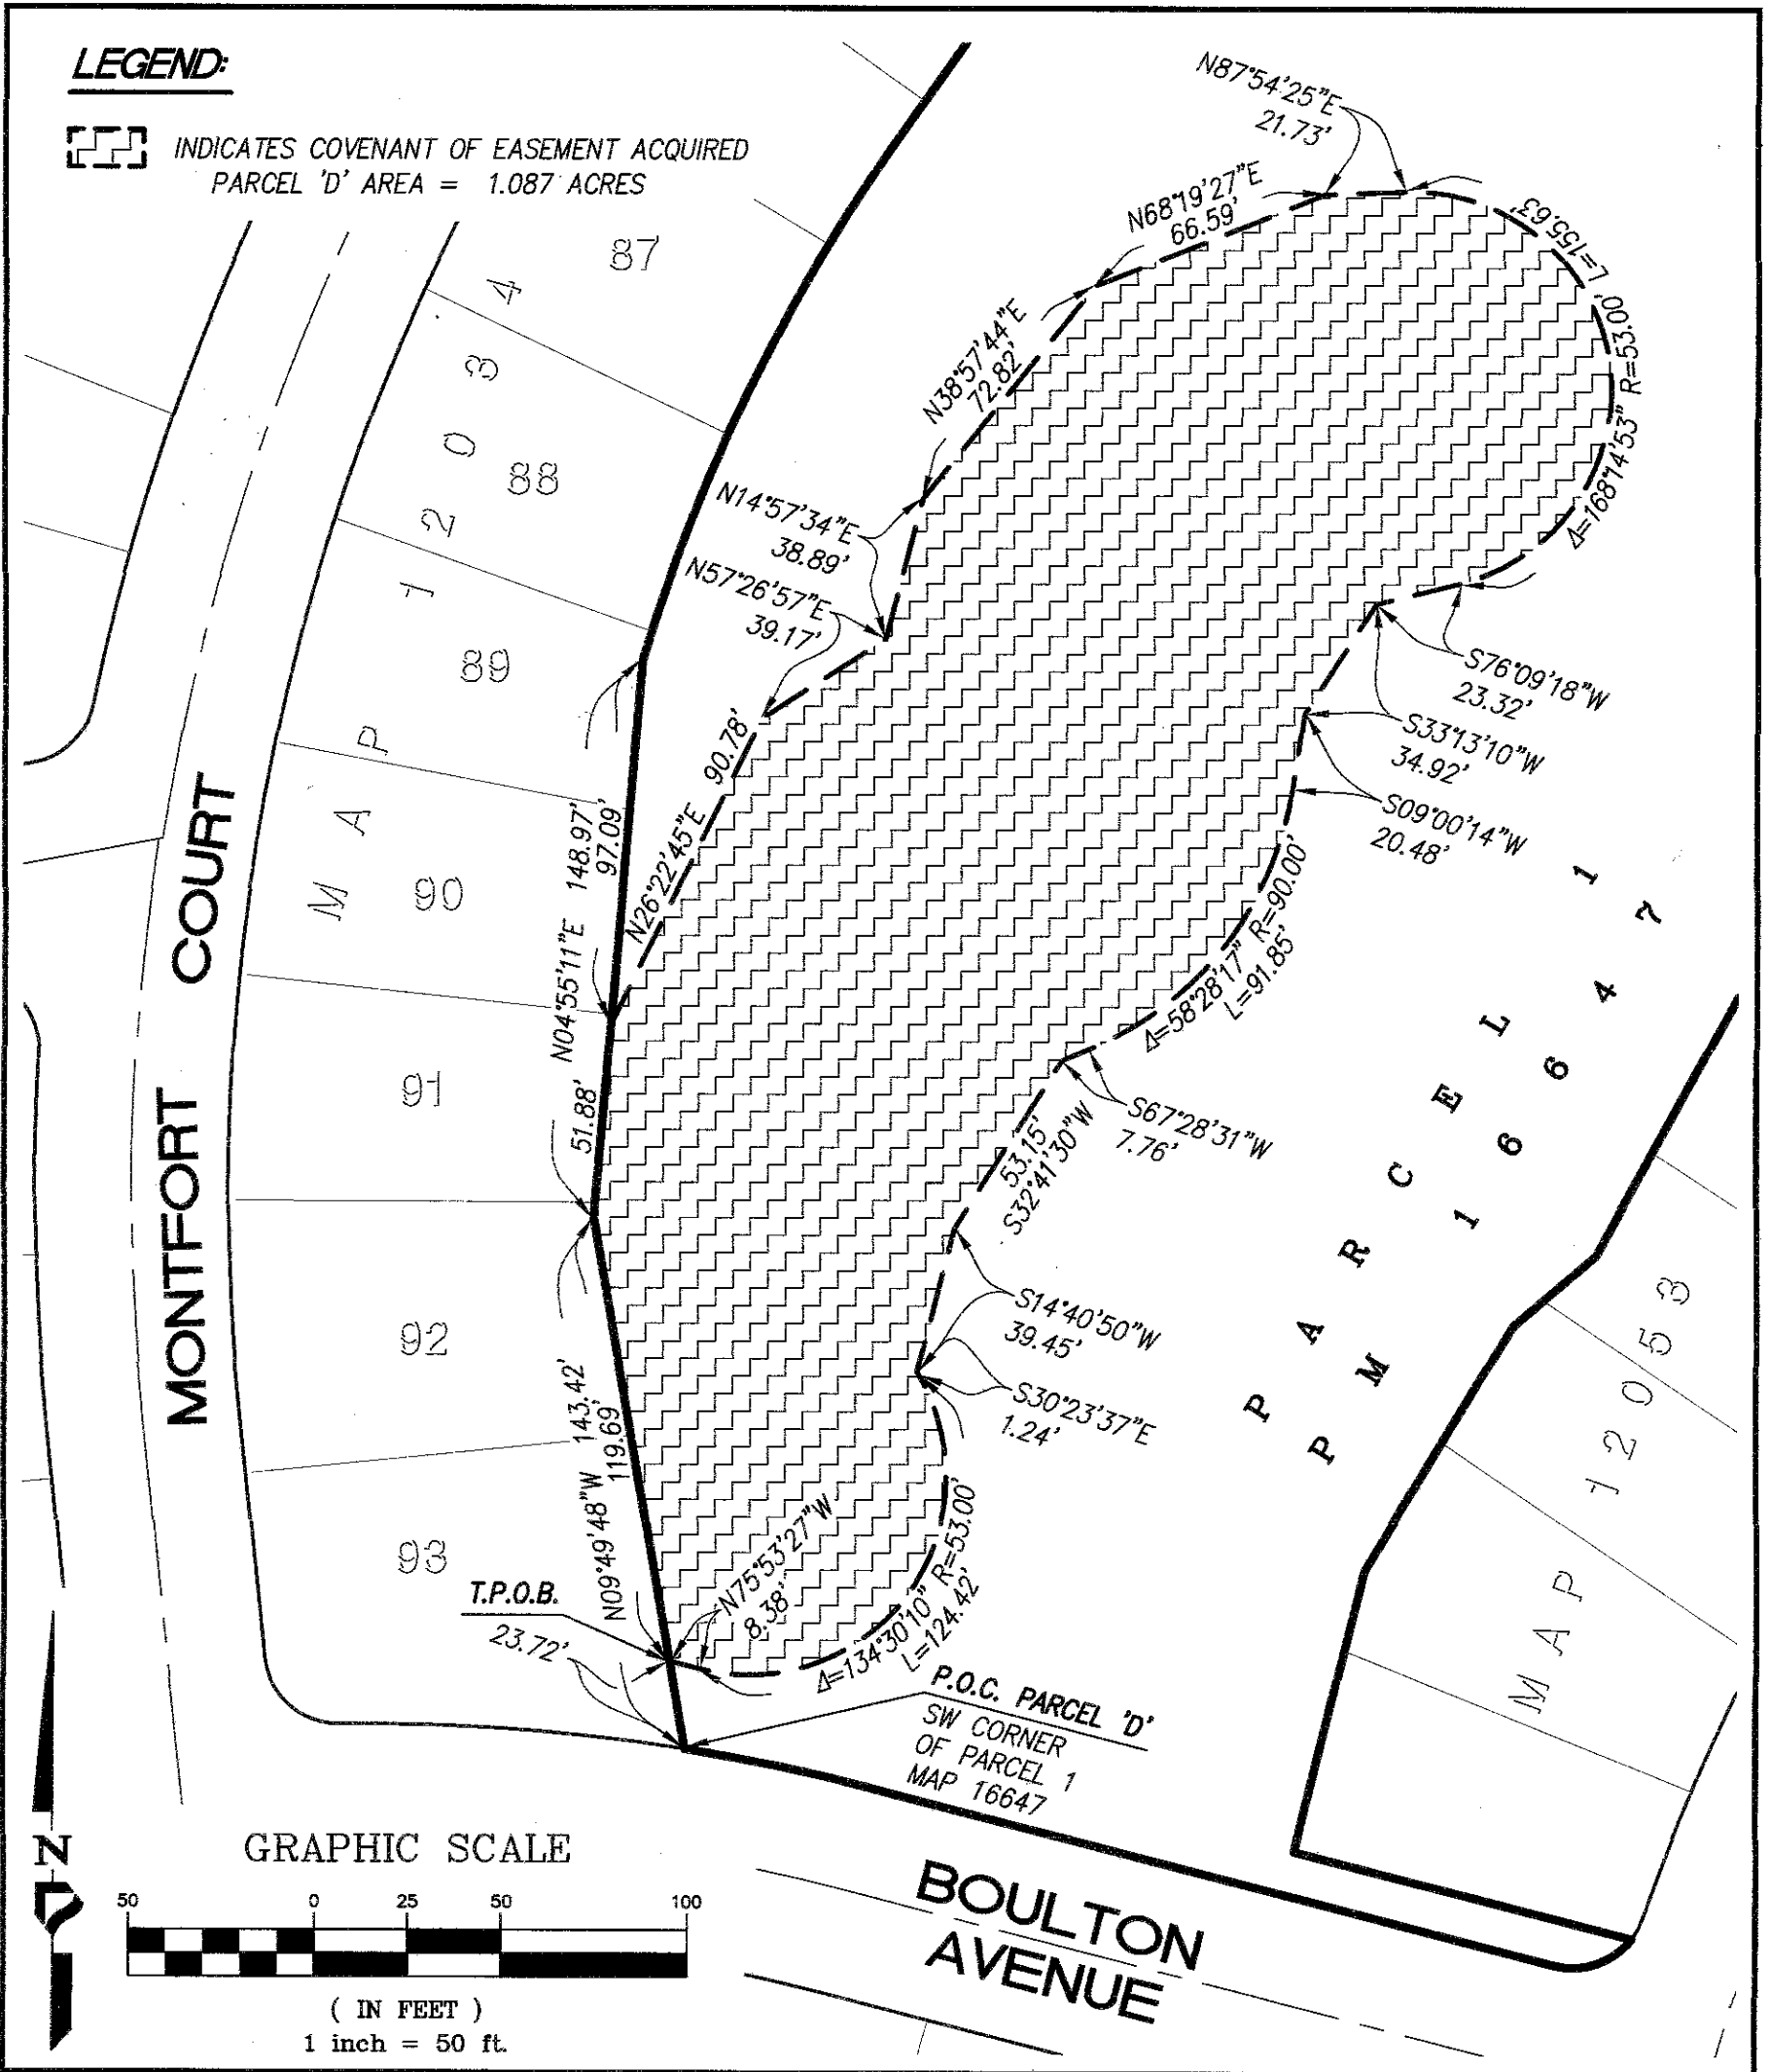 LEGEND:
INDICATES COVENANT OF EASEMENT ACQUIRED
PARCEL 'D' AREA = 1.087 ACRES
N87°54'25"E
21.73'
N68°19'27"E
66.59'
L=155.63'
R=53.00'
Δ=168°14'53"
N38°57'44"E
72.82'
N14°57'34"E
38.89'
N57°26'57"E
39.17'
N26°22'45"E 90.78'
S76°09'18"W
23.32'
S33°13'10"W
34.92'
S09°00'14"W
20.48'
Δ=58°28'17" R=90.00'
L=91.85'
S67°28'31"W
7.76'
53.15'
S32°41'30"W
S14°40'50"W
39.45'
S30°23'37"E
1.24'
Δ=134°30'10" R=53.00'
L=124.42'
N75°53'27"W
8.38'
N04°55'11"E 148.97'
97.09'
51.88'
N09°49'48"W 143.42'
119.69'
T.P.O.B.
23.72'
P.O.C. PARCEL 'D'
SW CORNER
OF PARCEL 1
MAP 16647
87
88
89
90
91
92
93
MAP 12034
MONTFORT COURT
PARCEL 1
PM 16647
MAP 12053
BOULTON
AVENUE
N
GRAPHIC SCALE
50 0 25 50 100
( IN FEET )
1 inch = 50 ft.